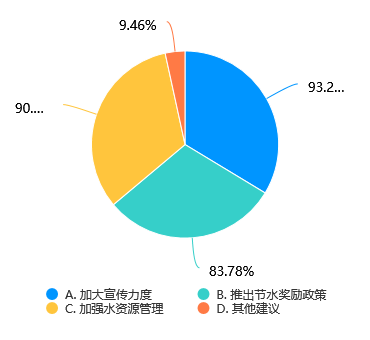 9.46%
93.2...
90....
83.78%
A. 加大宣传力度
B. 推出节水奖励政策
C. 加强水资源管理
D. 其他建议